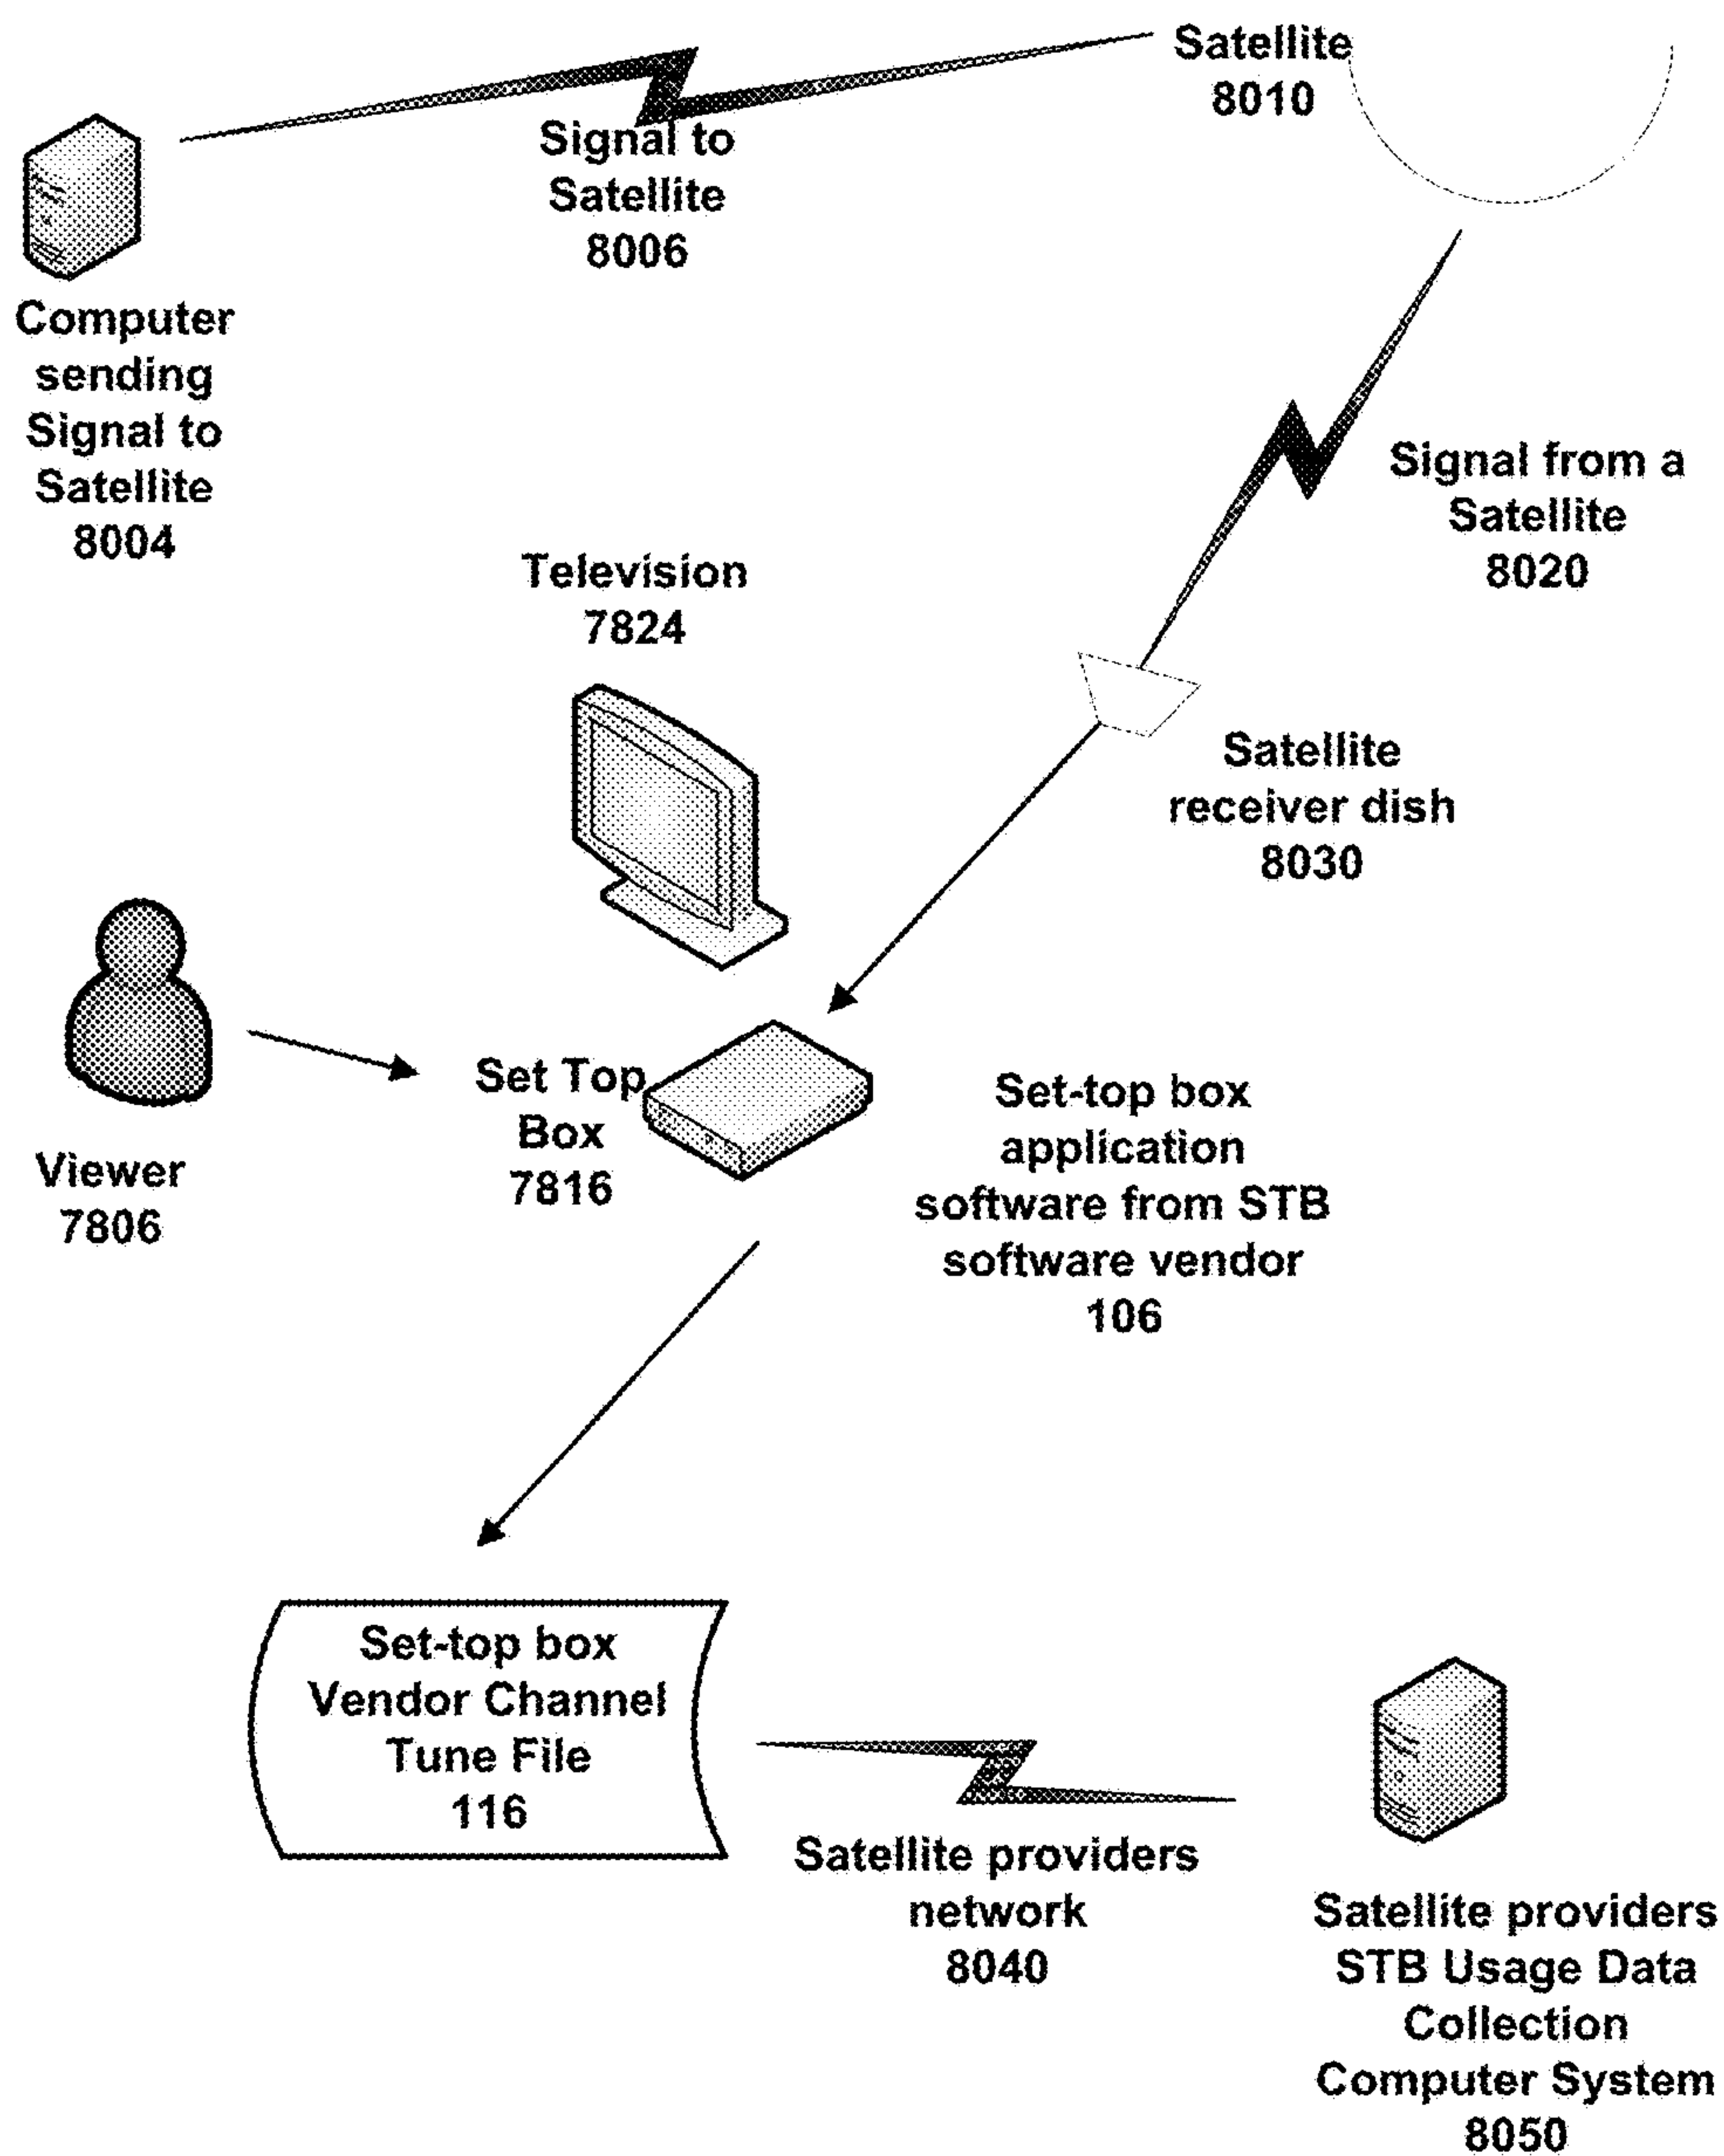 Satellite
8010
Signal to
Satellite
8006
Computer
sending
Signal to
Satellite
8004
Signal from a
Satellite
8020
Television
7824
Satellite
receiver dish
8030
Viewer
7806
Set Top
Box
7816
Set-top box
application
software from STB
software vendor
106
Set-top box
Vendor Channel
Tune File
116
Satellite providers
network
8040
Satellite providers
STB Usage Data
Collection
Computer System
8050